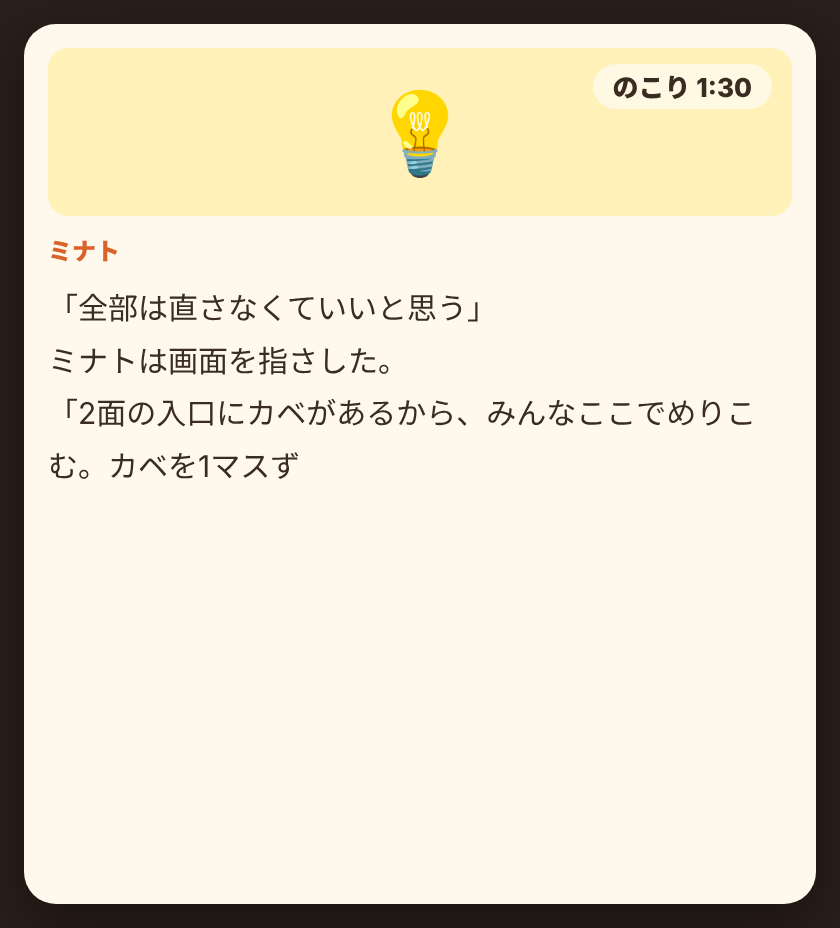 のこり 1:30
ミナト
「全部は直さなくていいと思う」
ミナトは画面を指さした。
「2面の入口にカベがあるから、みんなここでめりこ
む。カベを1マスず